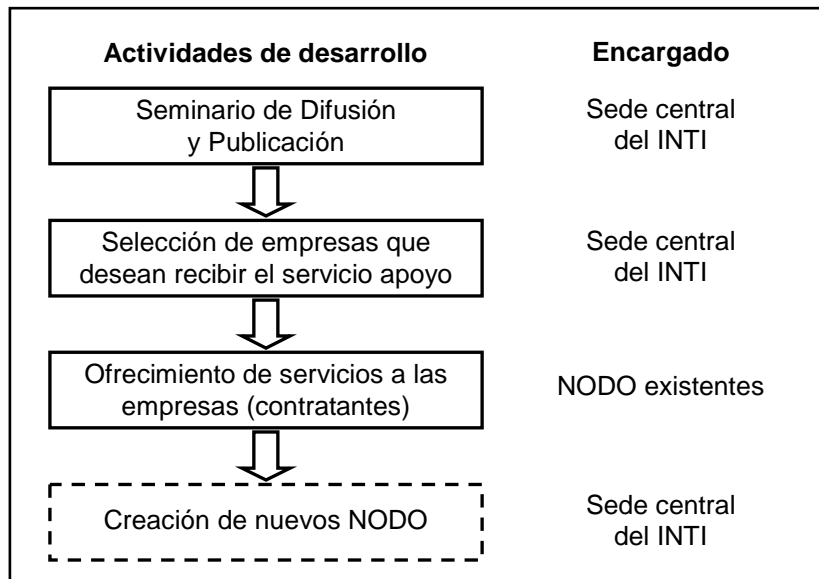 Actividades de desarrollo
Encargado
Seminario de Difusión
y Publicación
Sede central
del INTI
Selección de empresas que
desean recibir el servicio apoyo
Sede central
del INTI
Ofrecimiento de servicios a las
empresas (contratantes)
NODO existentes
Creación de nuevos NODO
Sede central
del INTI